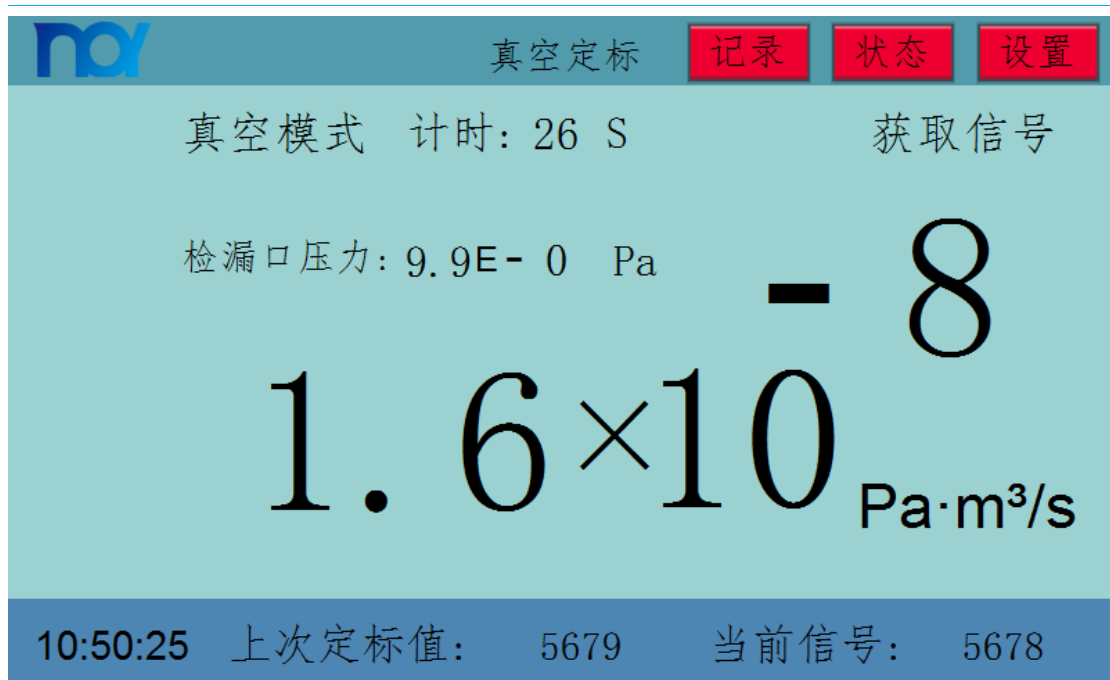 真空定标 记录 状态 设置
真空模式 计时: 26 S 获取信号
检漏口压力: 9.9E- 0 Pa
1.6×10⁻⁸ Pa·m³/s
10:50:25 上次定标值: 5679 当前信号: 5678